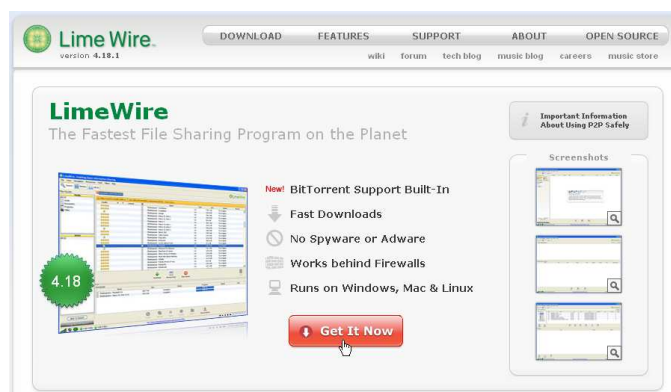 Lime Wire™
version 4.18.1
DOWNLOAD FEATURES SUPPORT ABOUT OPEN SOURCE
wiki forum tech blog music blog careers music store
LimeWire
The Fastest File Sharing Program on the Planet
Important Information
About Using P2P Safely
Screenshots
New! BitTorrent Support Built-In
Fast Downloads
No Spyware or Adware
Works behind Firewalls
Runs on Windows, Mac & Linux
4.18
Get It Now